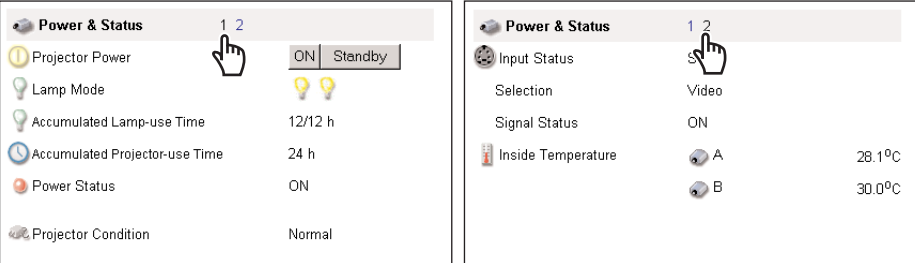 Power & Status 1 2
Projector Power ON Standby
Lamp Mode
Accumulated Lamp-use Time 12/12 h
Accumulated Projector-use Time 24 h
Power Status ON
Projector Condition Normal
Power & Status 1 2
Input Status
Selection Video
Signal Status ON
Inside Temperature A 28.1⁰C
B 30.0⁰C